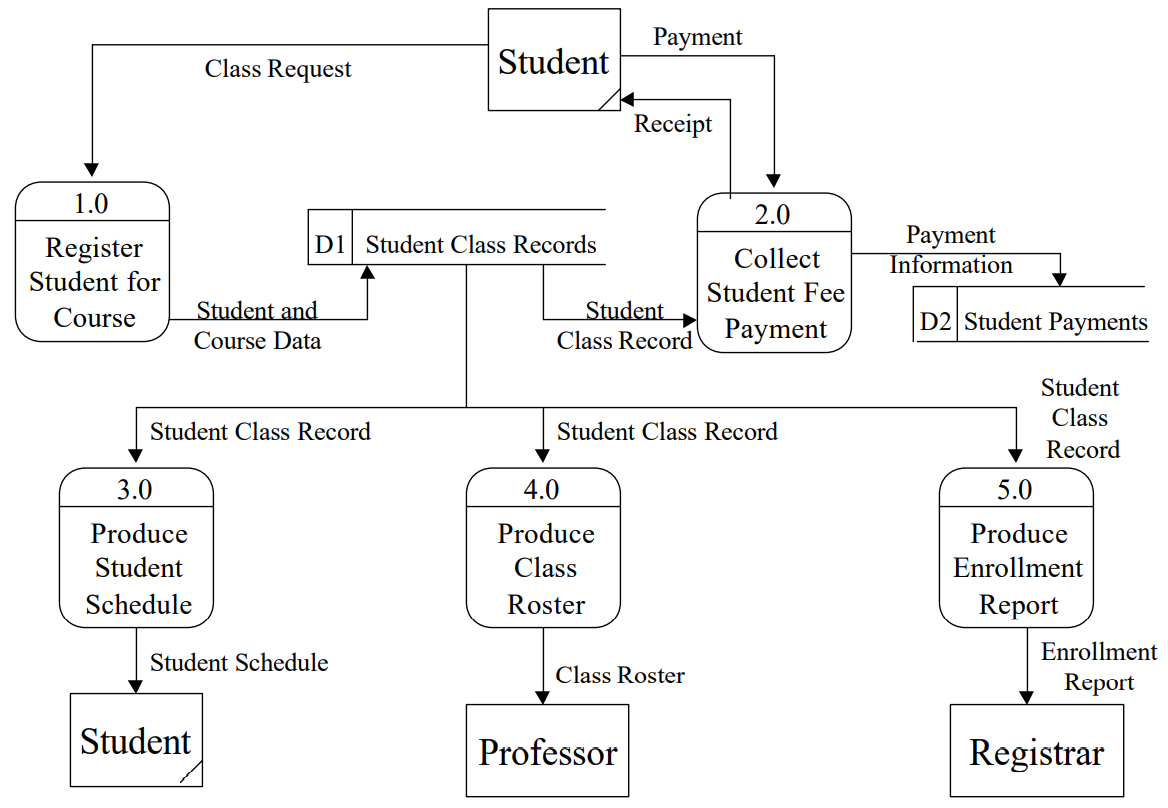 Student
Payment
Class Request
Receipt
1.0
Register
Student for
Course
D1
Student Class Records
2.0
Collect
Student Fee
Payment
Payment
Information
D2
Student Payments
Student and
Course Data
Student
Class Record
Student Class Record
Student Class Record
Student
Class
Record
3.0
Produce
Student
Schedule
4.0
Produce
Class
Roster
5.0
Produce
Enrollment
Report
Student Schedule
Class Roster
Enrollment
Report
Student
Professor
Registrar